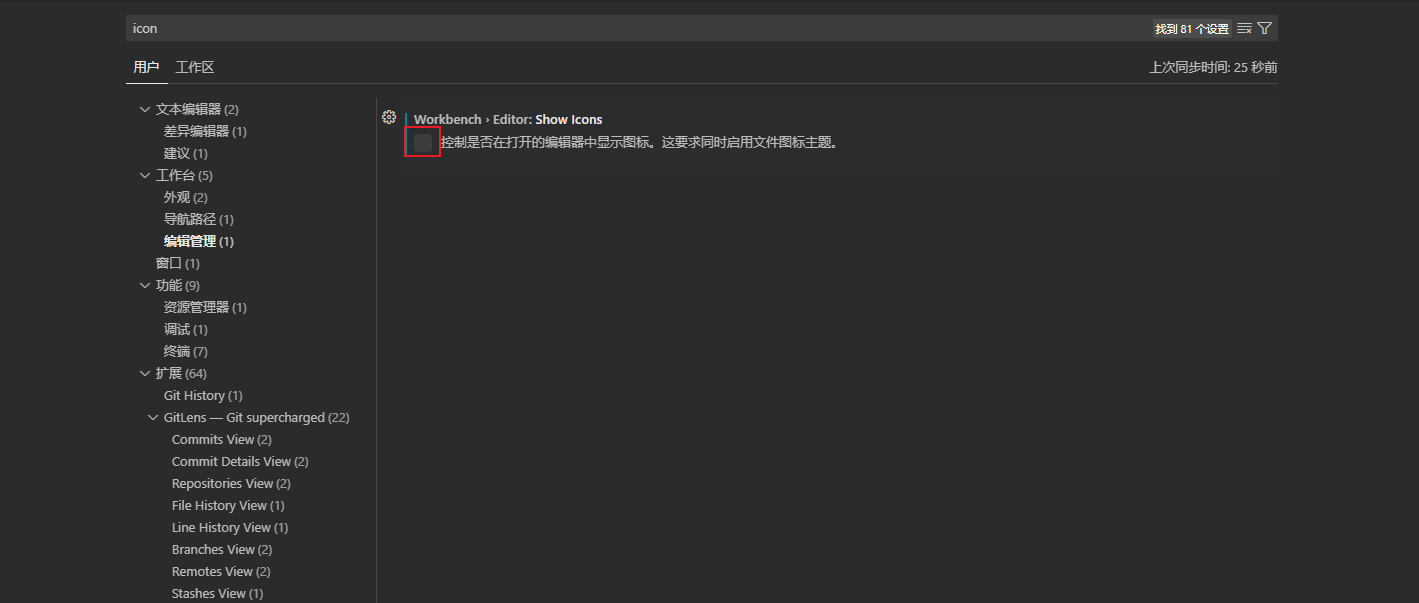 icon
找到 81 个设置
用户 工作区
上次同步时间: 25 秒前
文本编辑器 (2)
差异编辑器 (1)
建议 (1)
工作台 (5)
外观 (2)
导航路径 (1)
编辑管理 (1)
窗口 (1)
功能 (9)
资源管理器 (1)
调试 (1)
终端 (7)
扩展 (64)
Git History (1)
GitLens — Git supercharged (22)
Commits View (2)
Commit Details View (2)
Repositories View (2)
File History View (1)
Line History View (1)
Branches View (2)
Remotes View (2)
Stashes View (1)
Workbench › Editor: Show Icons
控制是否在打开的编辑器中显示图标。这要求同时启用文件图标主题。